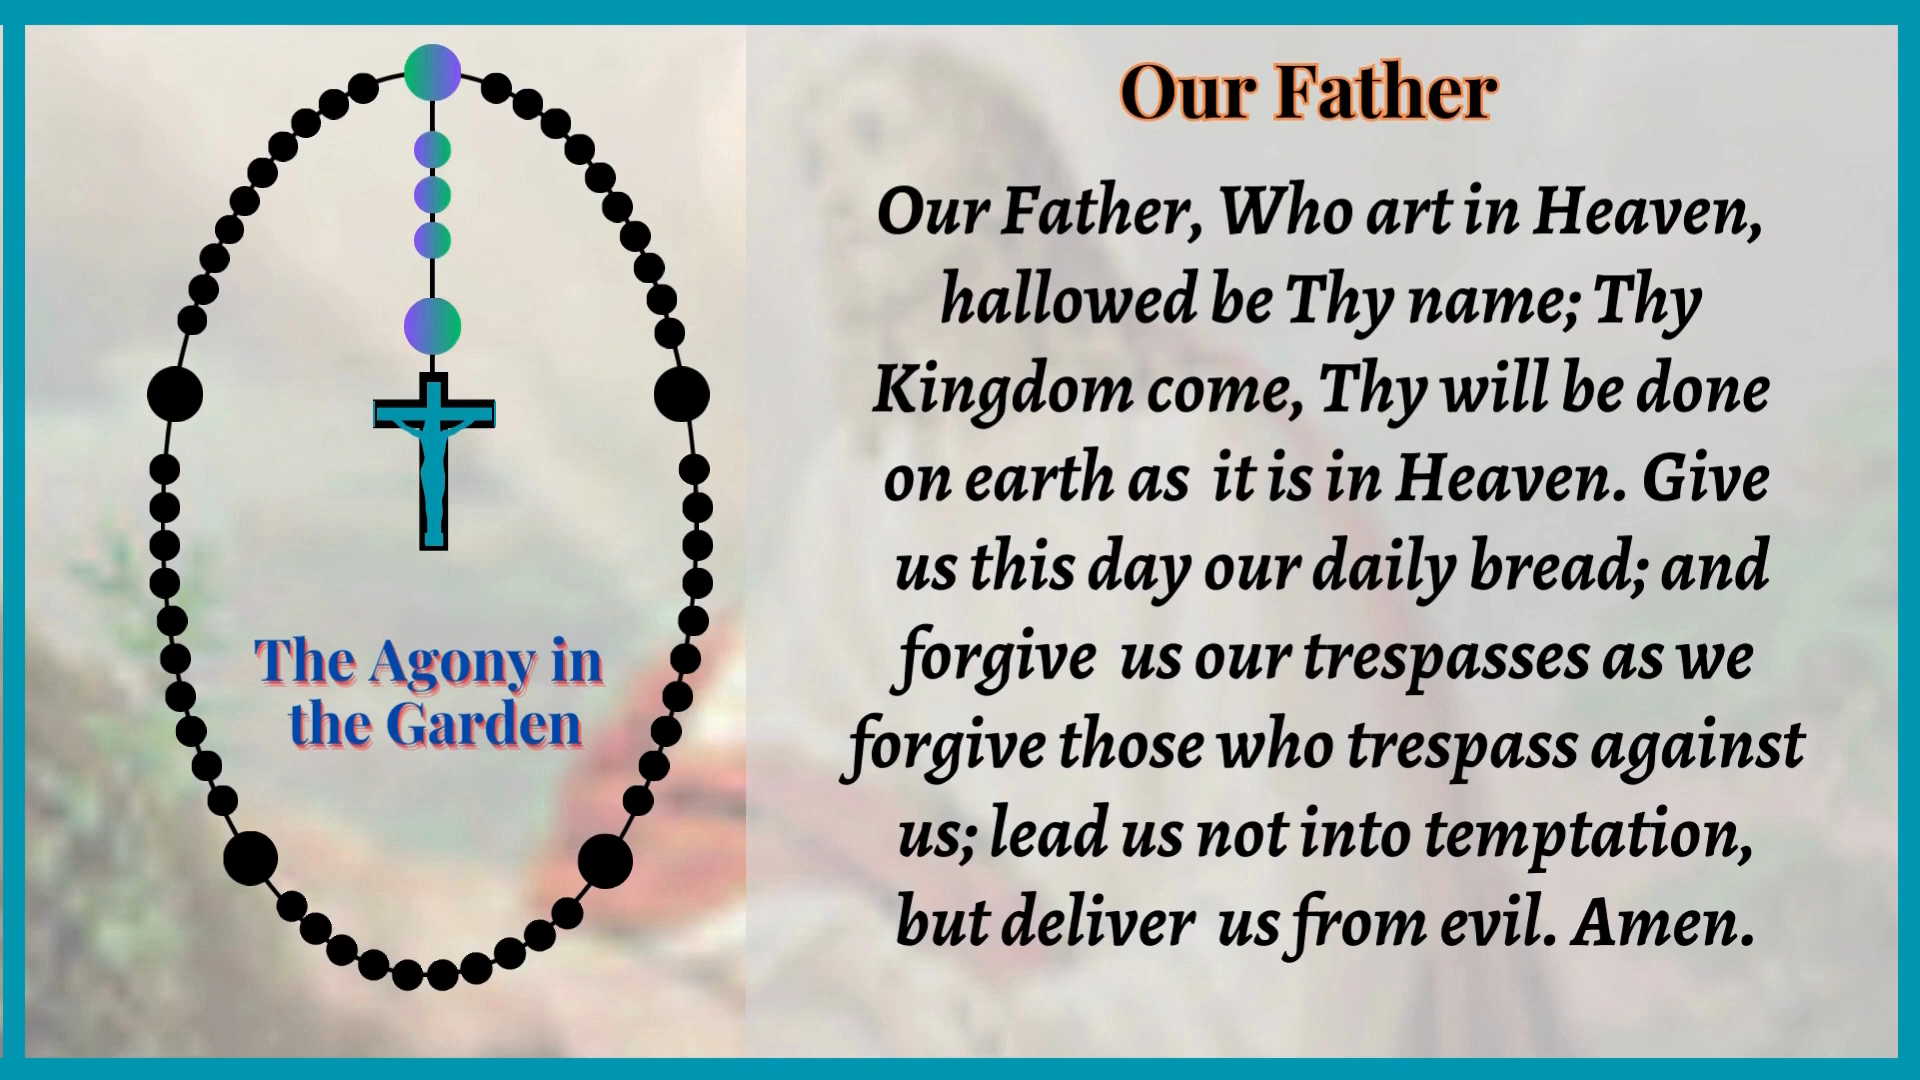 The Agony in
the Garden
Our Father
Our Father, Who art in Heaven,
hallowed be Thy name; Thy
Kingdom come, Thy will be done
on earth as it is in Heaven. Give
us this day our daily bread; and
forgive us our trespasses as we
forgive those who trespass against
us; lead us not into temptation,
but deliver us from evil. Amen.